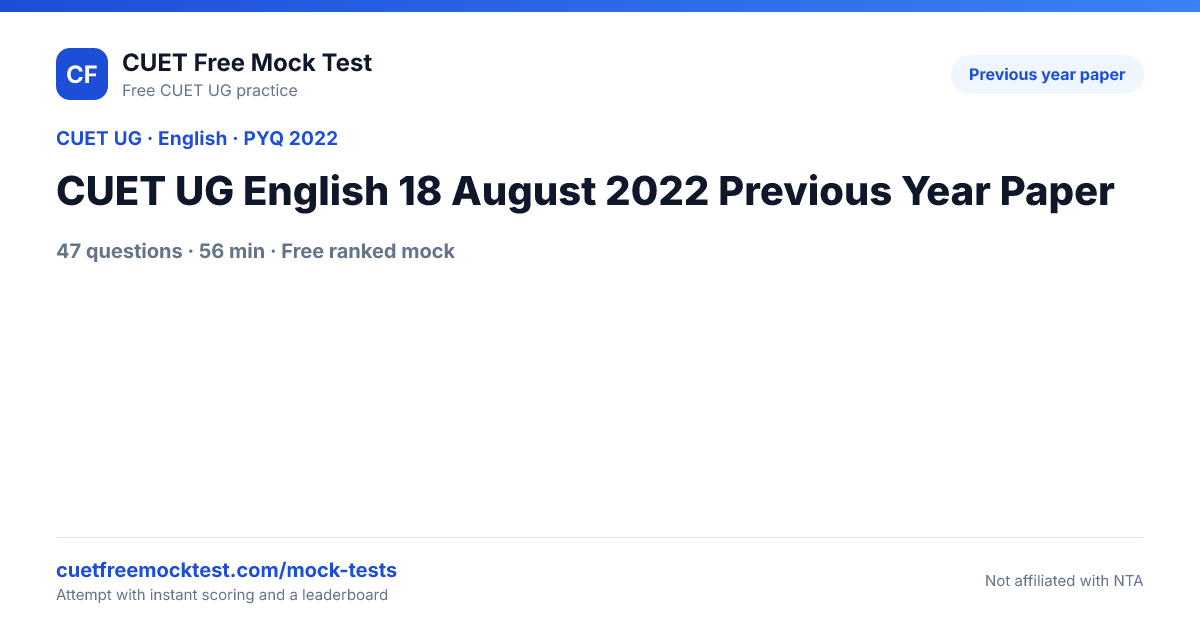 CF
CUET Free Mock Test
Free CUET UG practice
Previous year paper
CUET UG · English · PYQ 2022
CUET UG English 18 August 2022 Previous Year Paper
47 questions · 56 min · Free ranked mock
cuetfreemocktest.com/mock-tests
Attempt with instant scoring and a leaderboard
Not affiliated with NTA